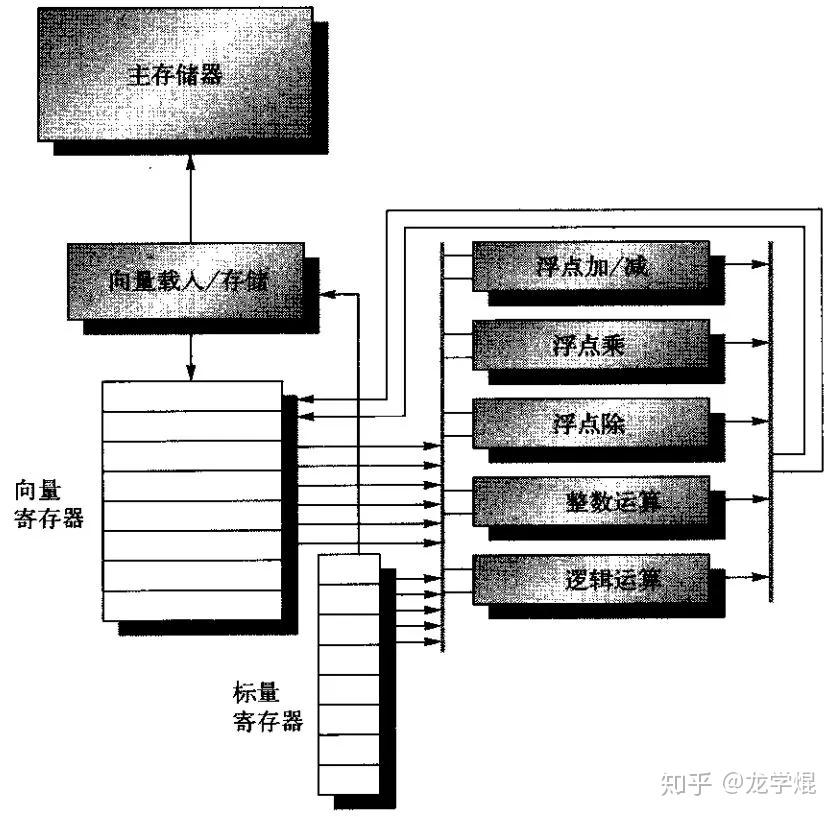 主存储器
向量载入/存储
浮点加/减
浮点乘
浮点除
整数运算
逻辑运算
向量
寄存器
标量
寄存器
知乎 @龙学焜